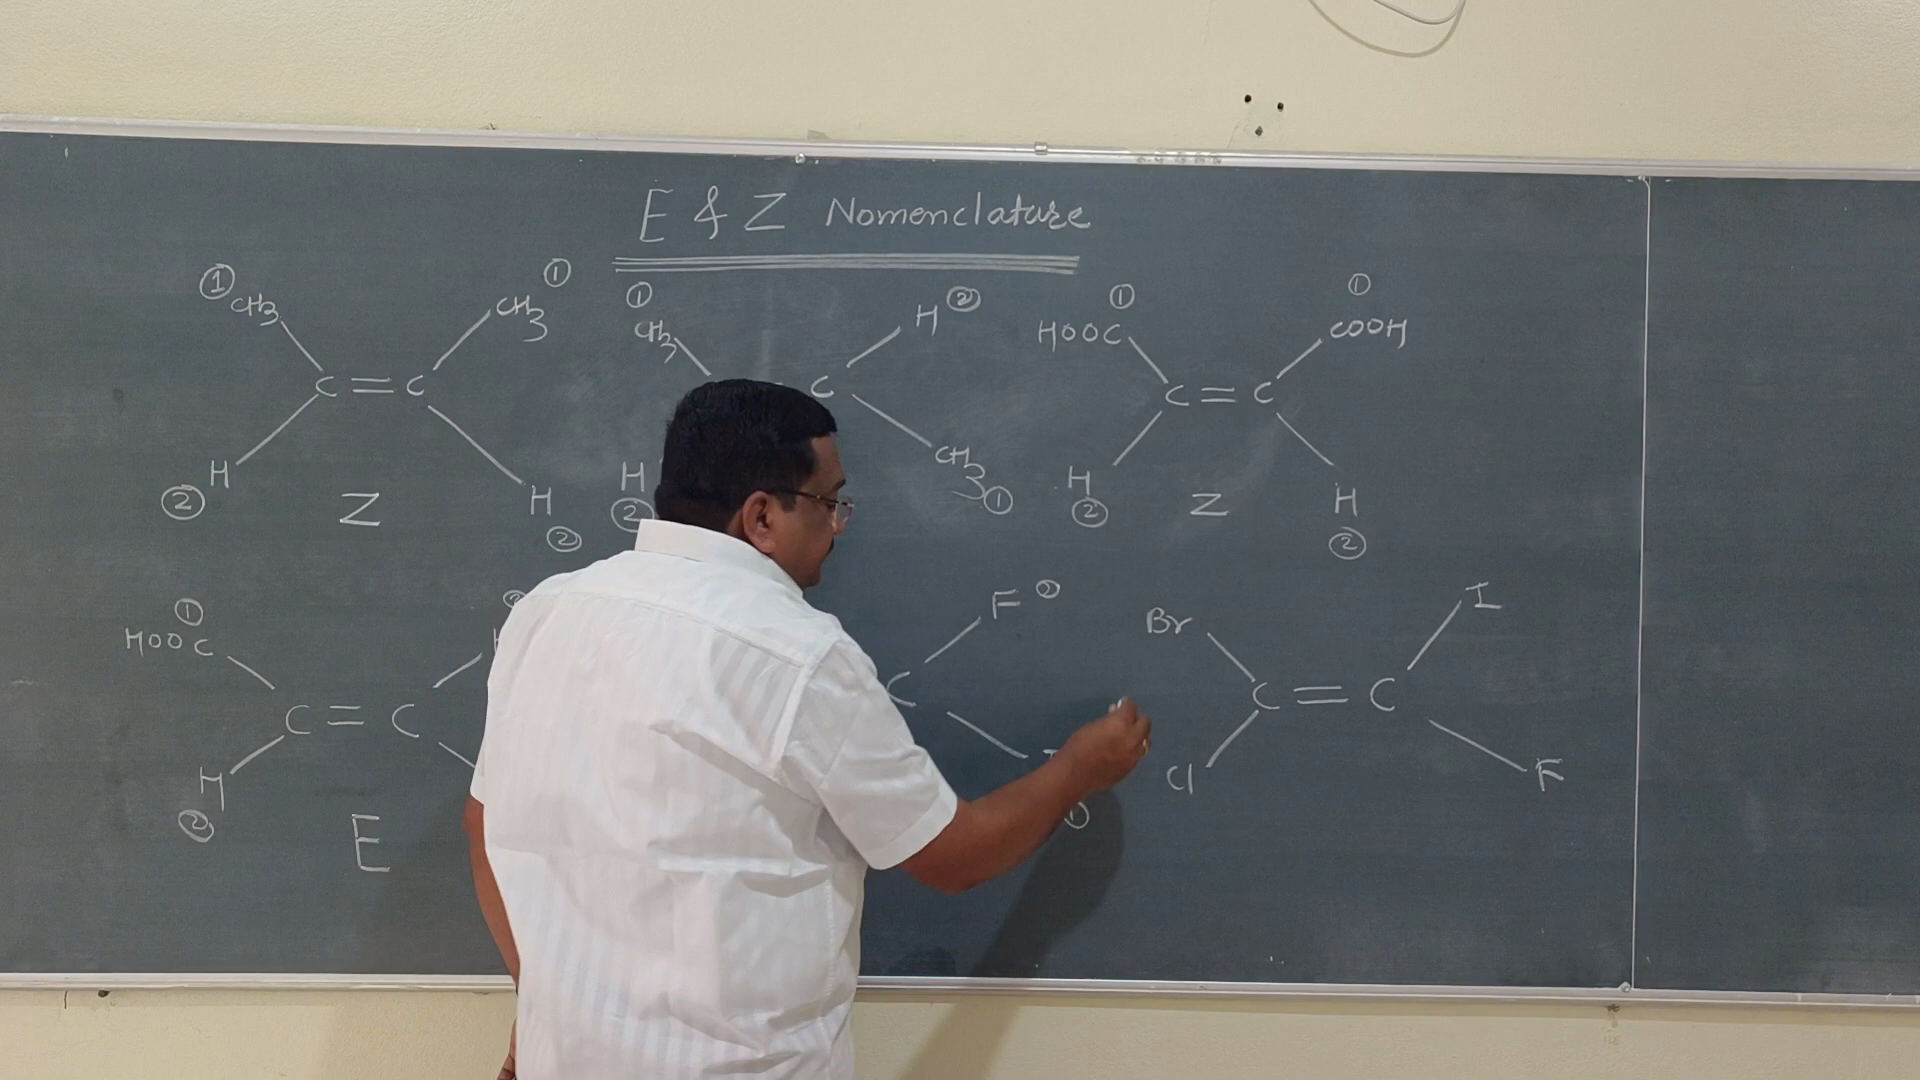 E & Z Nomenclature
① CH3 CH3 ①
C = C
H H
② Z ②
① CH3 H ②
C
H CH3
② ①
① ①
HOOC COOH
C = C
H H
② Z ②
①
HOOC
C = C
H
② E
F ②
C
①
Br I
C = C
Cl F